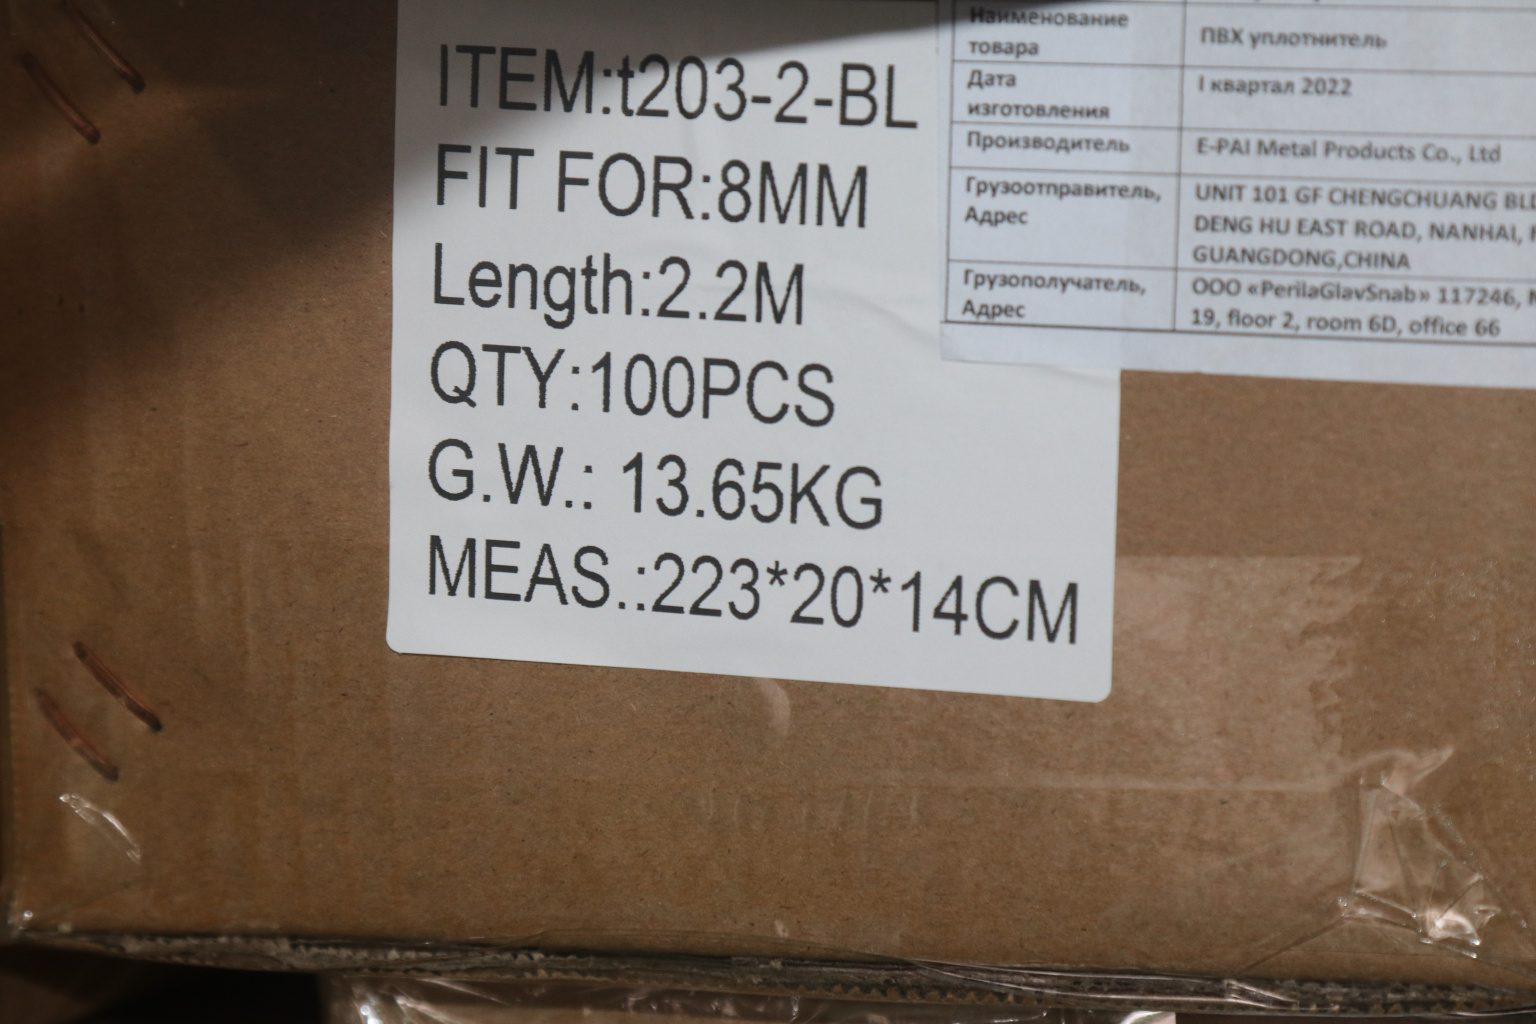 ITEM:t203-2-BL
FIT FOR:8MM
Length:2.2M
QTY:100PCS
G.W.: 13.65KG
MEAS.:223*20*14CM
Наименование
товара
ПВХ уплотнитель
Дата
изготовления
I квартал 2022
Производитель
E-PAI Metal Products Co., Ltd
Грузоотправитель,
Адрес
UNIT 101 GF CHENGCHUANG
DENG HU EAST ROAD, NANHAI,
GUANGDONG,CHINA
Грузополучатель,
Адрес
ООО «PerilaGlavSnab» 117246,
19, floor 2, room 6D, office 66